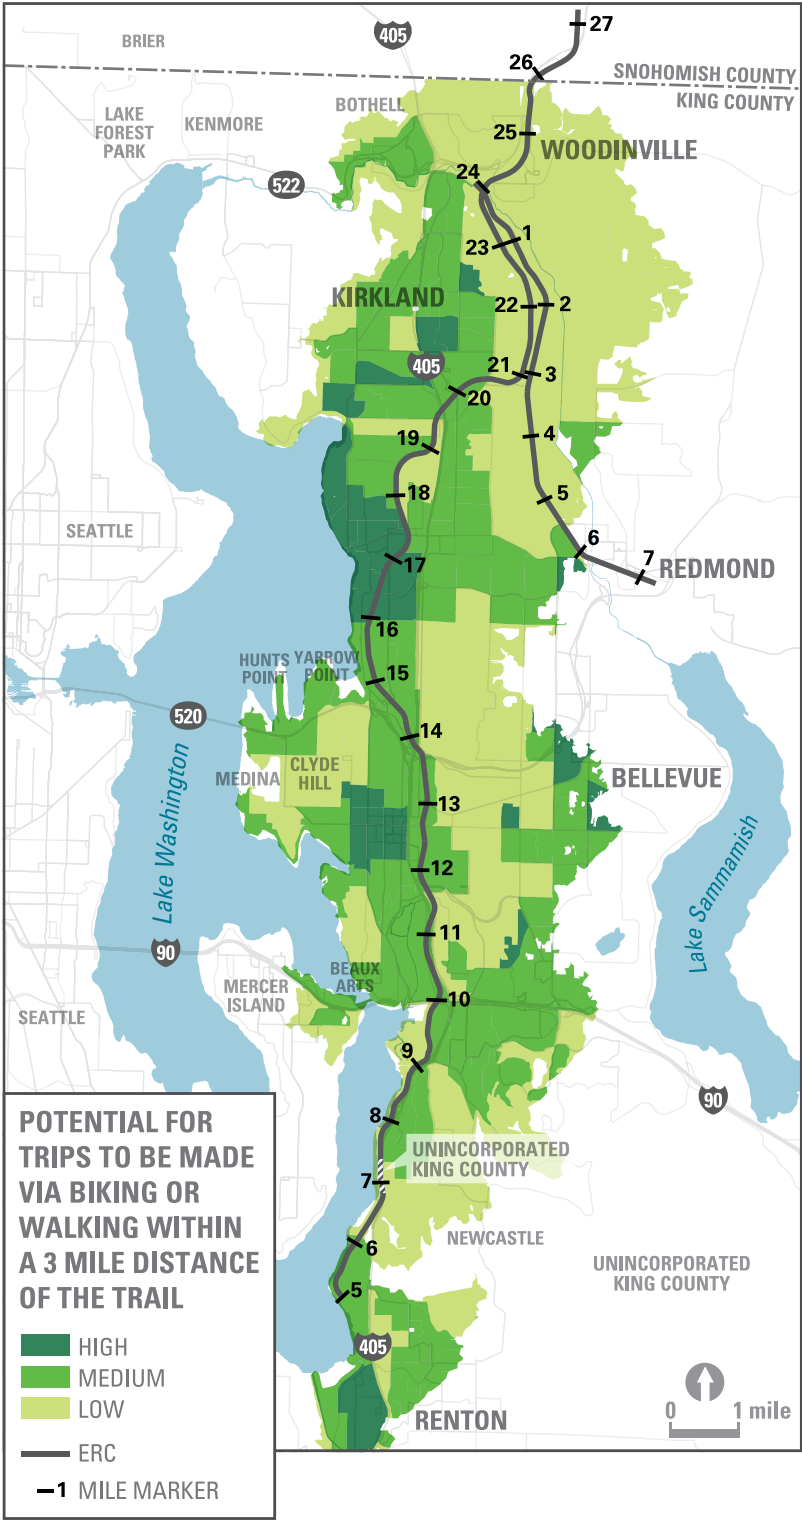 405
27
BRIER
26
SNOHOMISH COUNTY
KING COUNTY
BOTHELL
LAKE
FOREST
PARK
KENMORE
25
WOODINVILLE
24
522
1
23
KIRKLAND
22
2
405
21
3
20
19
4
18
5
SEATTLE
6
17
7
REDMOND
16
HUNTS
POINT
YARROW
POINT
15
520
14
CLYDE
HILL
MEDINA
BELLEVUE
13
Lake Washington
Lake Sammamish
12
11
90
BEAUX
ARTS
MERCER
ISLAND
10
SEATTLE
9
90
8
UNINCORPORATED
KING COUNTY
7
NEWCASTLE
6
UNINCORPORATED
KING COUNTY
5
405
RENTON
POTENTIAL FOR
TRIPS TO BE MADE
VIA BIKING OR
WALKING WITHIN
A 3 MILE DISTANCE
OF THE TRAIL
HIGH
MEDIUM
LOW
ERC
1 MILE MARKER
0 1 mile